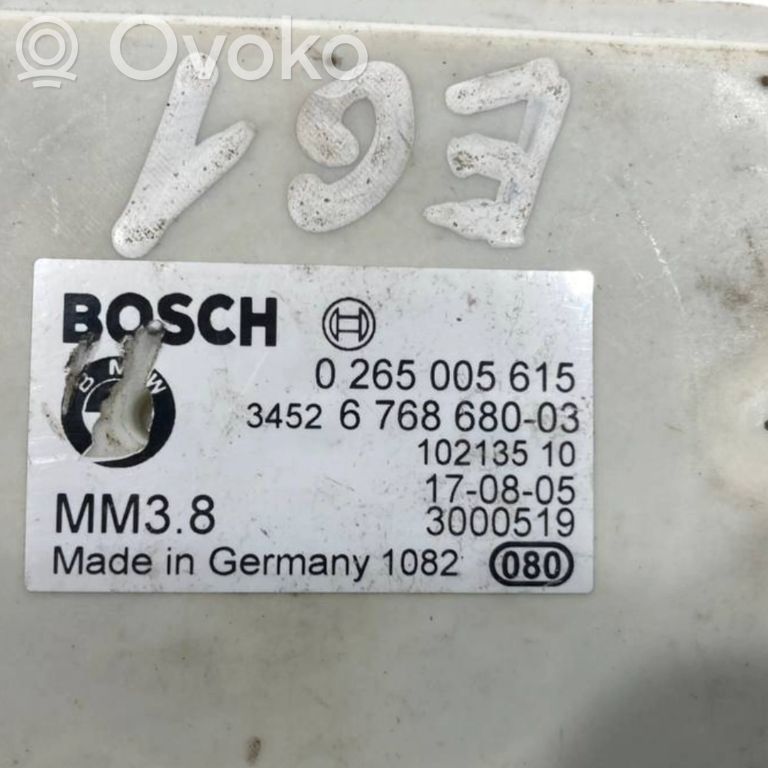 Ovoko
E61
BOSCH
BMW
0 265 005 615
3452 6 768 680-03
102135 10
17-08-05
MM3.8
3000519
Made in Germany 1082 080